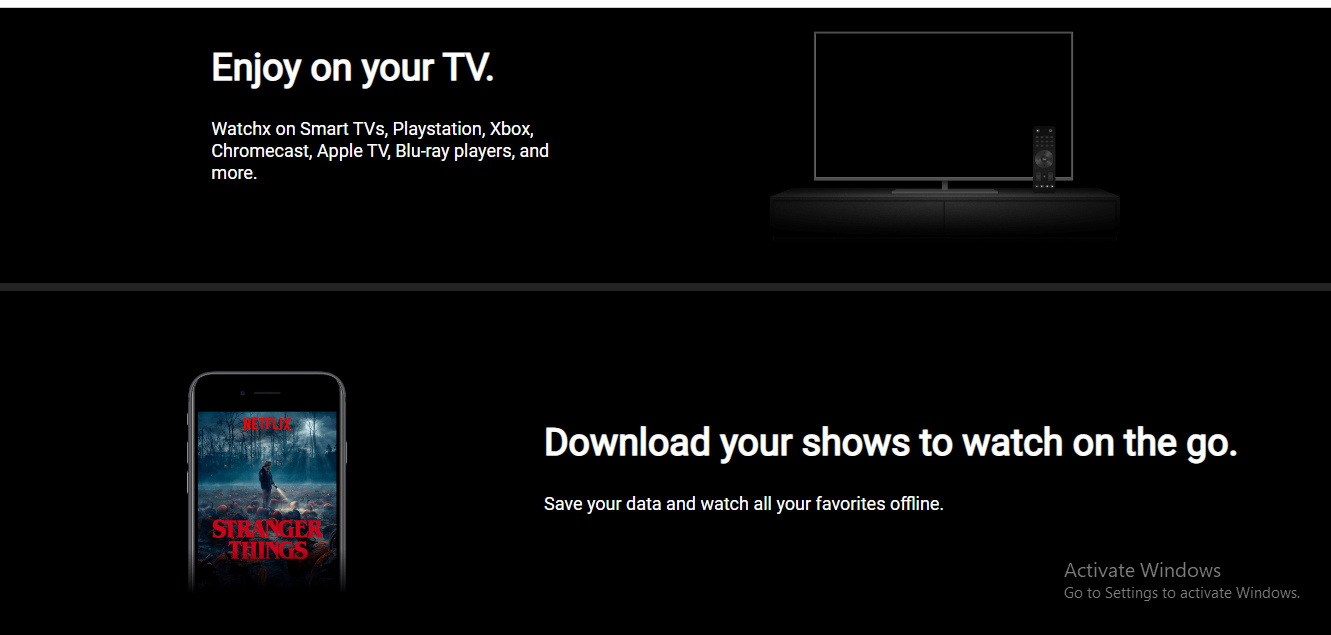 Enjoy on your TV.
Watchx on Smart TVs, Playstation, Xbox,
Chromecast, Apple TV, Blu-ray players, and
more.
NETFLIX
STRANGER
THINGS
Download your shows to watch on the go.
Save your data and watch all your favorites offline.
Activate Windows
Go to Settings to activate Windows.